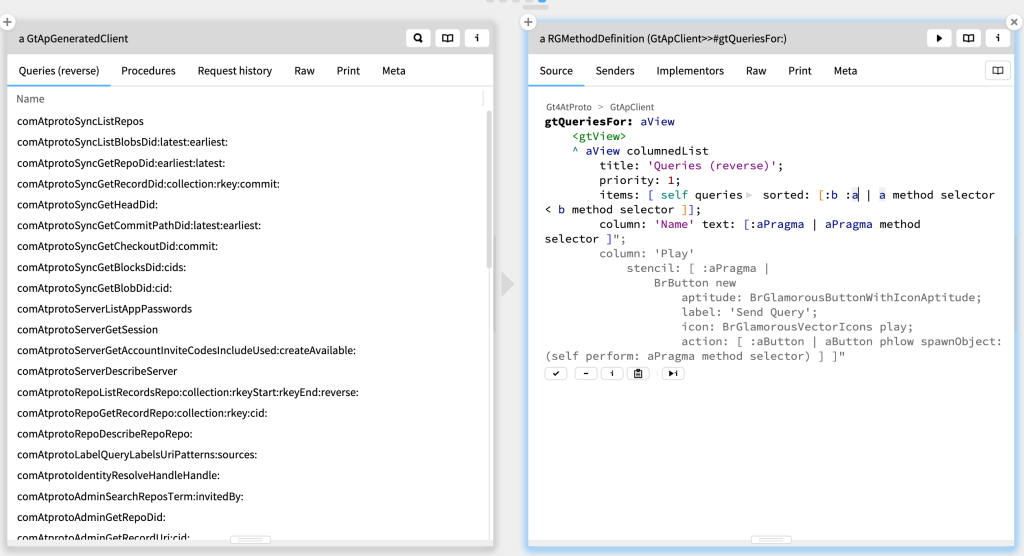 a GtApGeneratedClient
Queries (reverse) Procedures Request history Raw Print Meta
Name
comAtprotoSyncListRepos
comAtprotoSyncListBlobsDid:latest:earliest:
comAtprotoSyncGetRepoDid:earliest:latest:
comAtprotoSyncGetRecordDid:collection:rkey:commit:
comAtprotoSyncGetHeadDid:
comAtprotoSyncGetCommitPathDid:latest:earliest:
comAtprotoSyncGetCheckoutDid:commit:
comAtprotoSyncGetBlocksDid:cids:
comAtprotoSyncGetBlobDid:cid:
comAtprotoServerListAppPasswords
comAtprotoServerGetSession
comAtprotoServerGetAccountInviteCodesIncludeUsed:createAvailable:
comAtprotoServerDescribeServer
comAtprotoRepoListRecordsRepo:collection:rkeyStart:rkeyEnd:reverse:
comAtprotoRepoGetRecordRepo:collection:rkey:cid:
comAtprotoRepoDescribeRepoRepo:
comAtprotoLabelQueryLabelsUriPatterns:sources:
comAtprotoIdentityResolveHandleHandle:
comAtprotoAdminSearchReposTerm:invitedBy:
comAtprotoAdminGetRepoDid:
comAtprotoAdminGetRecordUri:cid:
a RGMethodDefinition (GtApClient>>#gtQueriesFor:)
Source Senders Implementors Raw Print Meta
Gt4AtProto > GtApClient
gtQueriesFor: aView
<gtView>
^ aView columnedList
title: 'Queries (reverse)';
priority: 1;
items: [ self queries sorted: [:b :a | a method selector
< b method selector ]];
column: 'Name' text: [:aPragma | aPragma method
selector ]";
column: 'Play'
stencil: [ :aPragma |
BrButton new
aptitude: BrGlamorousButtonWithIconAptitude;
label: 'Send Query';
icon: BrGlamorousVectorIcons play;
action: [ :aButton | aButton phlow spawnObject:
(self perform: aPragma method selector) ] ]"